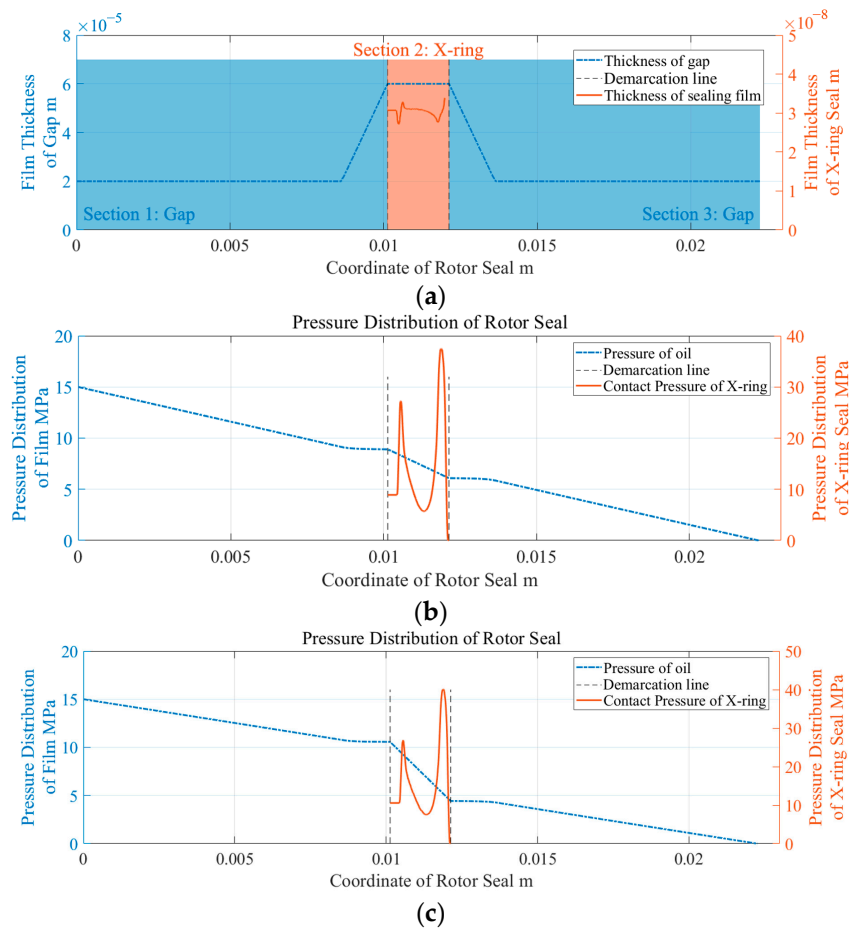 ×10⁻⁵
×10⁻⁸
8
6
4
2
0
Film Thickness
of Gap m
Section 2: X-ring
Thickness of gap
Demarcation line
Thickness of sealing film
Section 1: Gap
Section 3: Gap
5
4
3
2
1
0
Film Thickness
of X-ring Seal m
0
0.005
0.01
0.015
0.02
Coordinate of Rotor Seal m
(a)
Pressure Distribution of Rotor Seal
20
15
10
5
0
Pressure Distribution
of Film MPa
Pressure of oil
Demarcation line
Contact Pressure of X-ring
40
30
20
10
0
Pressure Distribution
of X-ring Seal MPa
0
0.005
0.01
0.015
0.02
Coordinate of Rotor Seal m
(b)
Pressure Distribution of Rotor Seal
20
15
10
5
0
Pressure Distribution
of Film MPa
Pressure of oil
Demarcation line
Contact Pressure of X-ring
50
40
30
20
10
0
Pressure Distribution
of X-ring Seal MPa
0
0.005
0.01
0.015
0.02
Coordinate of Rotor Seal m
(c)